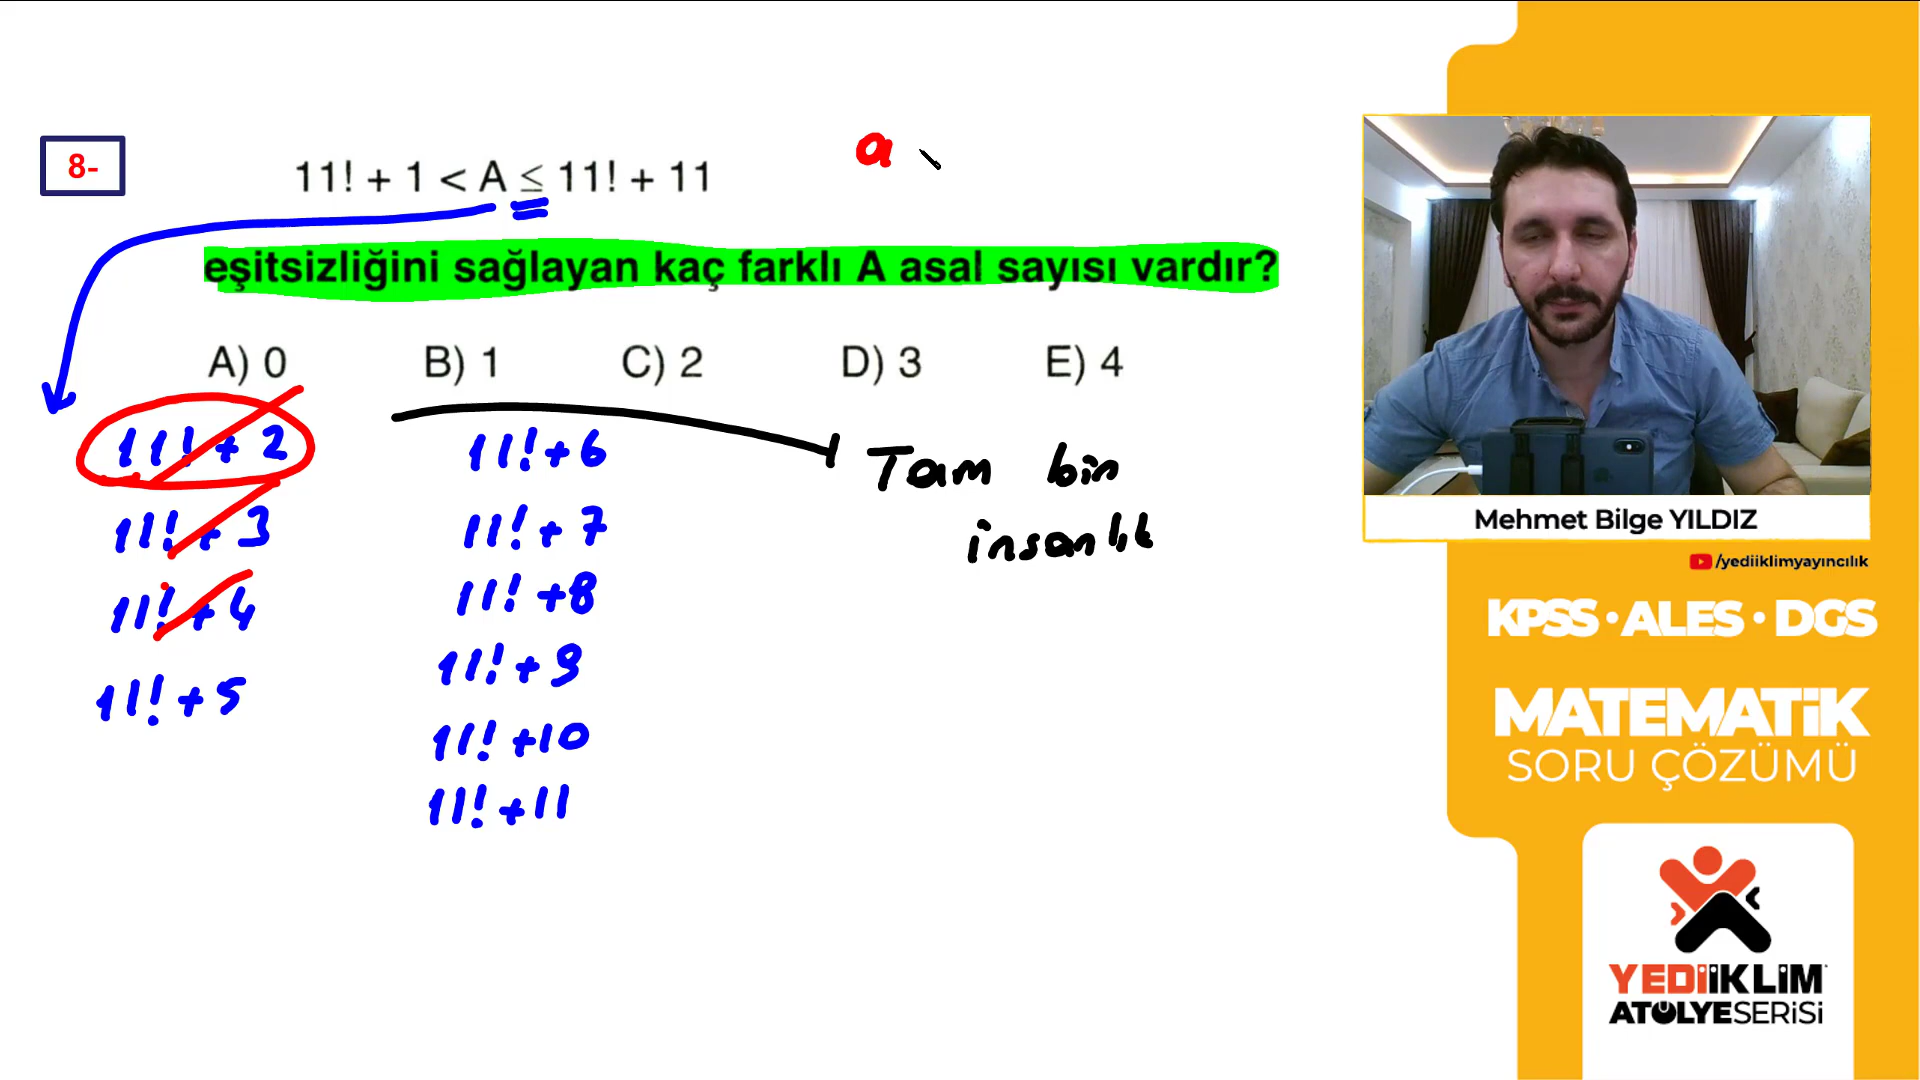 8-
11! + 1 < A ≤ 11! + 11
a
eşitsizliğini sağlayan kaç farklı A asal sayısı vardır?
A) 0 B) 1 C) 2 D) 3 E) 4
11! + 2
11! + 3
11! + 4
11! + 5
11! + 6
11! + 7
11! + 8
11! + 9
11! + 10
11! + 11
Tam bin
insanlık
Mehmet Bilge YILDIZ
/yediiklimyayıncılık
KPSS • ALES • DGS
MATEMATİK
SORU ÇÖZÜMÜ
YEDİİKLİM
ATÖLYESERİSİ